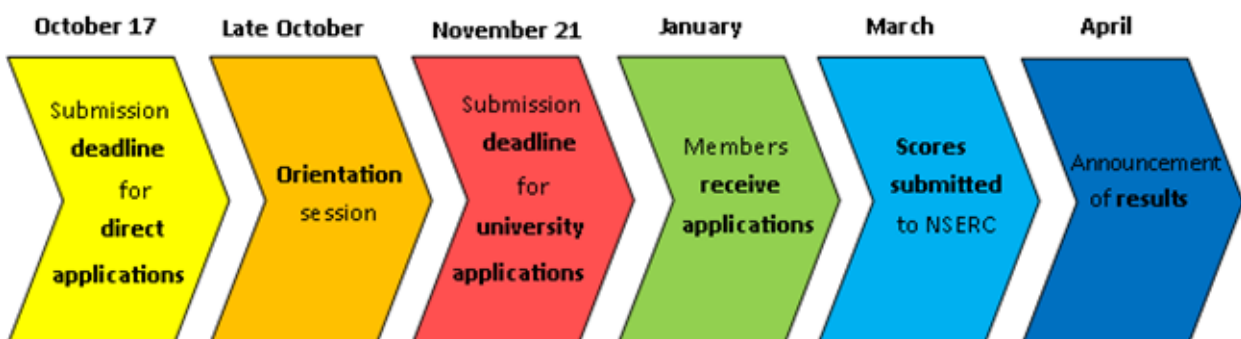 October 17
Submission
deadline
for
direct
applications
Late October
Orientation
session
November 21
Submission
deadline
for
university
applications
January
Members
receive
applications
March
Scores
submitted
to NSERC
April
Announcement
of results